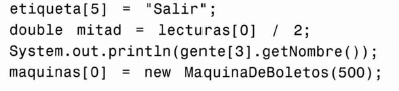 etiqueta[5] = "Salir";
double mitad = lecturas[0] / 2;
System.out.println(gente[3].getNombre());
maquinas[0] = new MaquinaDeBoletos(500);